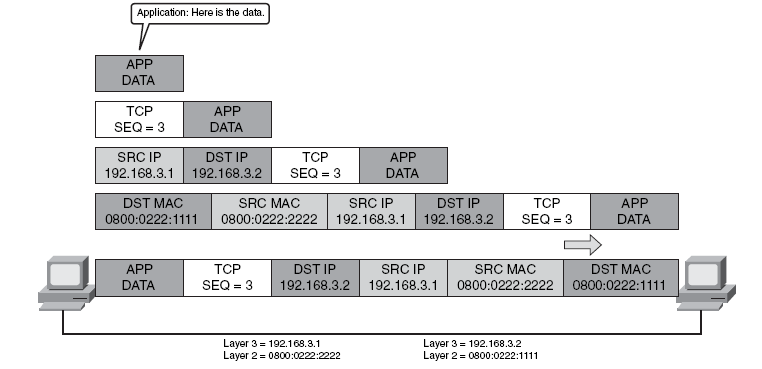 Application: Here is the data.
APP
DATA
TCP
SEQ = 3
APP
DATA
SRC IP
192.168.3.1
DST IP
192.168.3.2
TCP
SEQ = 3
APP
DATA
DST MAC
0800:0222:1111
SRC MAC
0800:0222:2222
SRC IP
192.168.3.1
DST IP
192.168.3.2
TCP
SEQ = 3
APP
DATA
APP
DATA
TCP
SEQ = 3
DST IP
192.168.3.2
SRC IP
192.168.3.1
SRC MAC
0800:0222:2222
DST MAC
0800:0222:1111
Layer 3 = 192.168.3.1
Layer 2 = 0800:0222:2222
Layer 3 = 192.168.3.2
Layer 2 = 0800:0222:1111